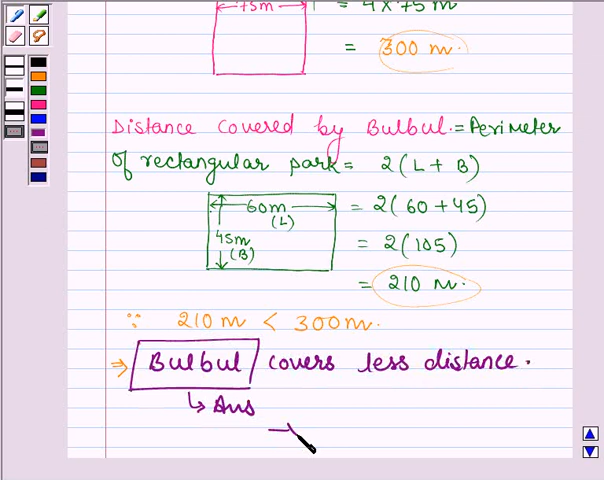 75m = 4 x 75 m
= 300 m.
Distance covered by Bulbul. = Perimeter
of rectangular park = 2(L + B)
60m = 2(60 + 45)
(L)
45m = 2(105)
(B)
= 210 m.
∵ 210 m < 300 m.
⇒ Bulbul covers less distance.
↳ Ans